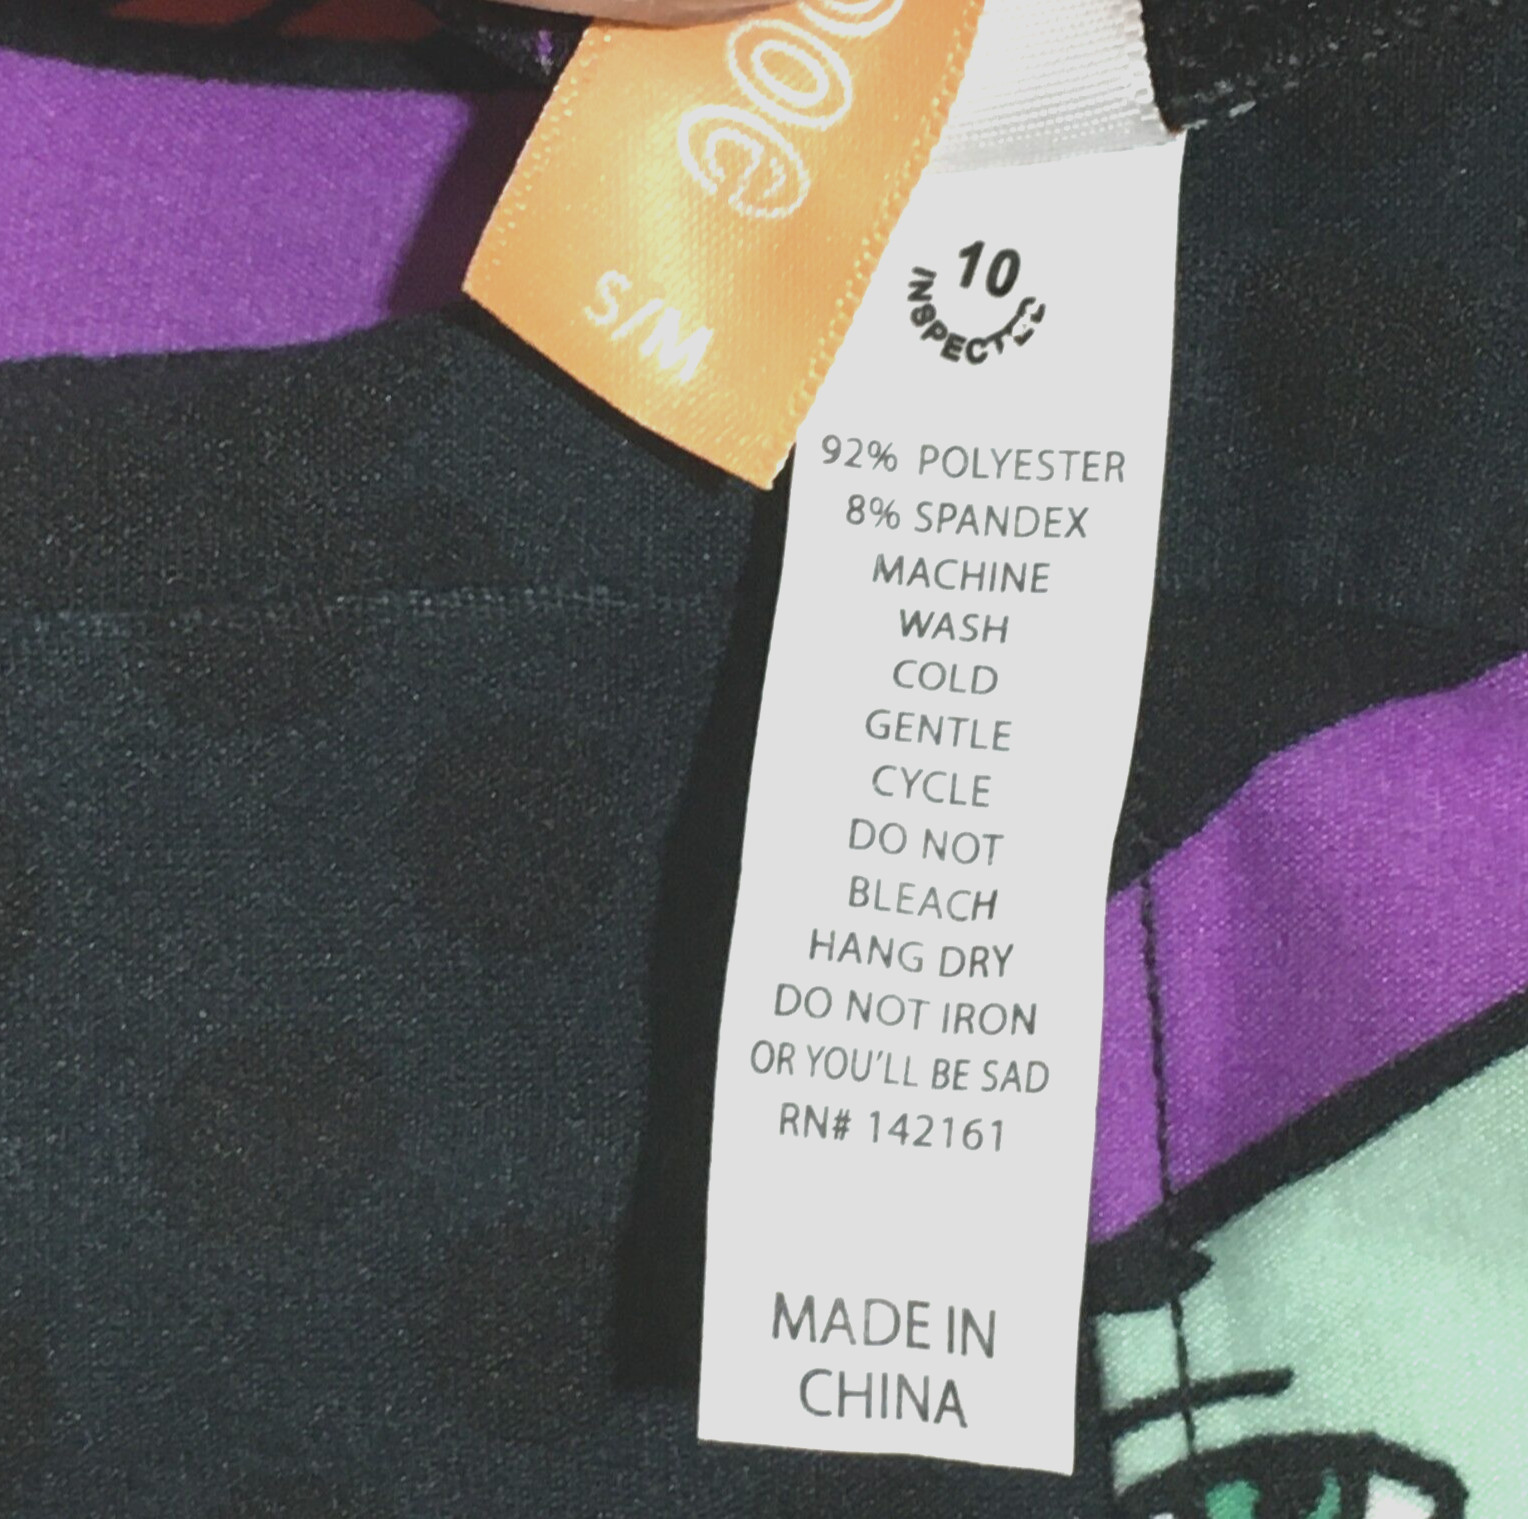 S/M
10
INSPECTED
92% POLYESTER
8% SPANDEX
MACHINE
WASH
COLD
GENTLE
CYCLE
DO NOT
BLEACH
HANG DRY
DO NOT IRON
OR YOU'LL BE SAD
RN# 142161
MADE IN
CHINA